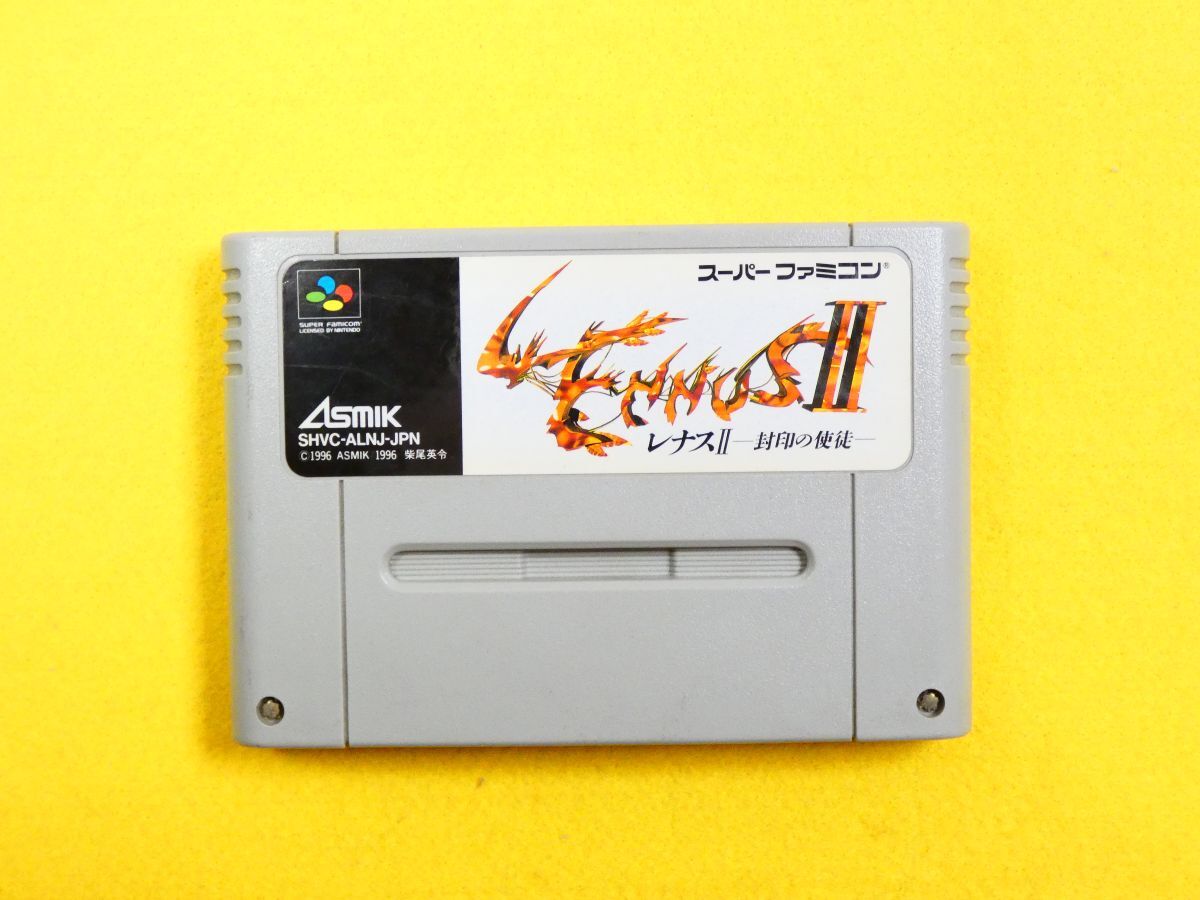 SUPER FAMICOM
LICENSED BY NINTENDO
ASMIK
SHVC-ALNJ-JPN
©1996 ASMIK 1996 柴尾英令
スーパーファミコン®
LENNUS II
レナスII—封印の使徒—